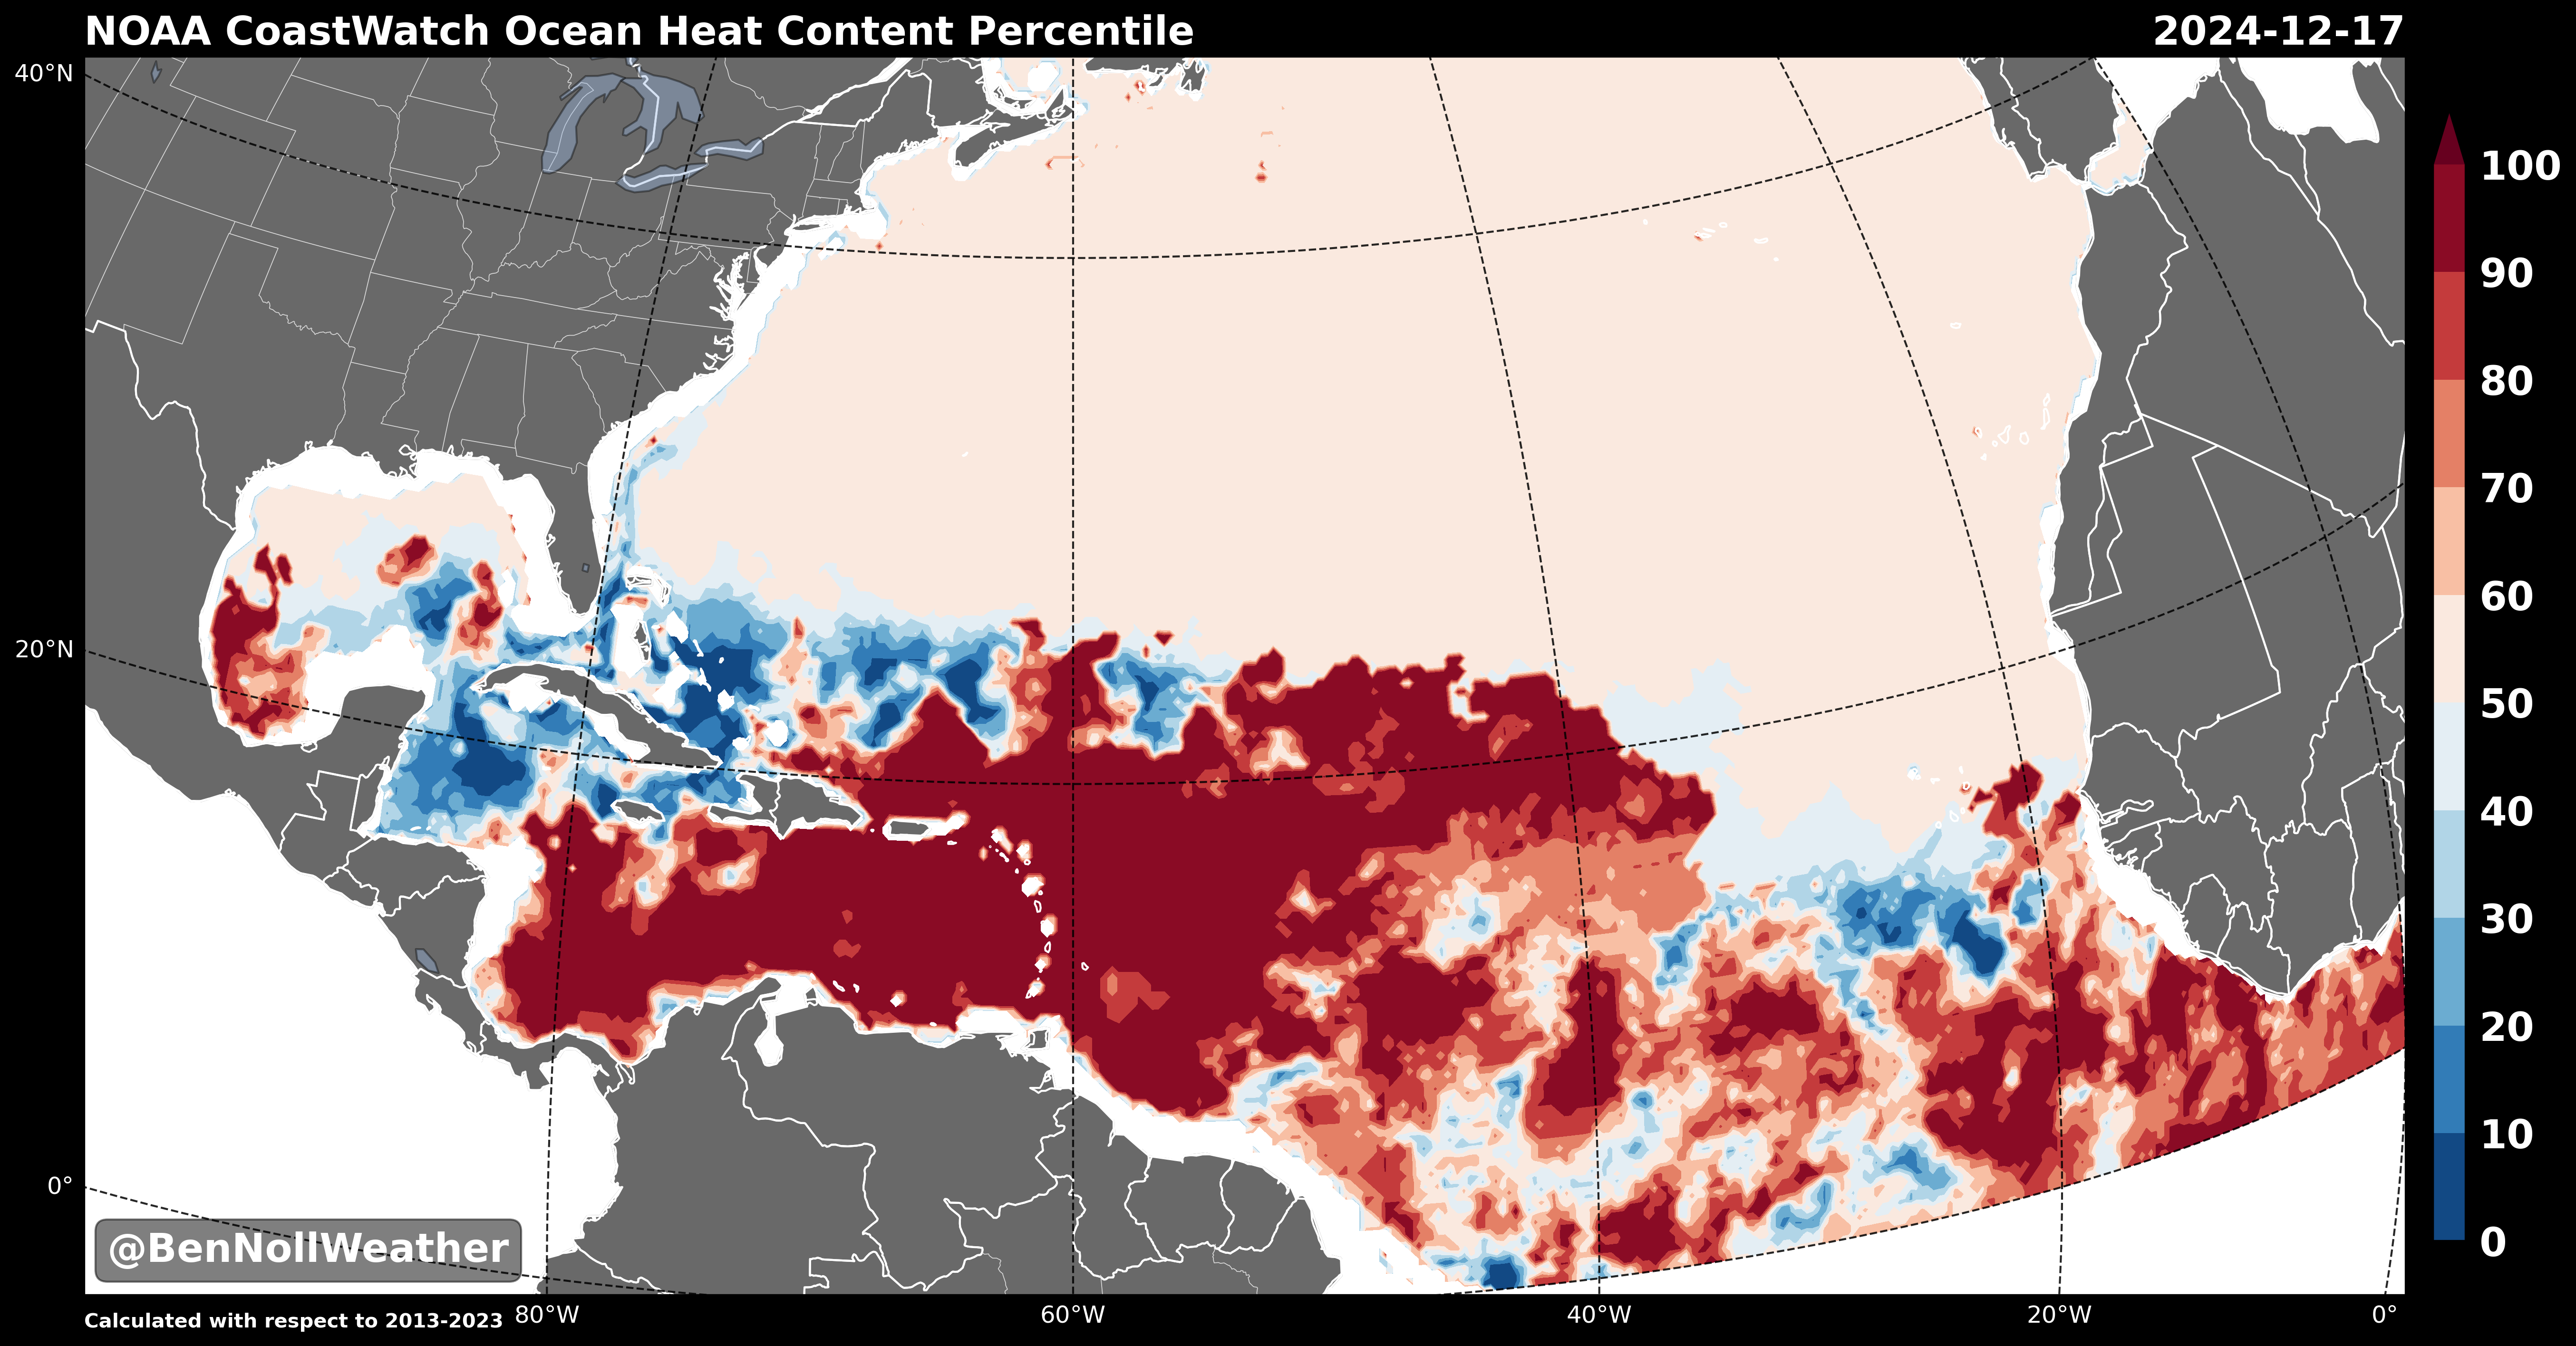 NOAA CoastWatch Ocean Heat Content Percentile
2024-12-17
40°N
20°N
0°
100
90
80
70
60
50
40
30
20
10
0
@BenNollWeather
Calculated with respect to 2013-2023
80°W
60°W
40°W
20°W
0°